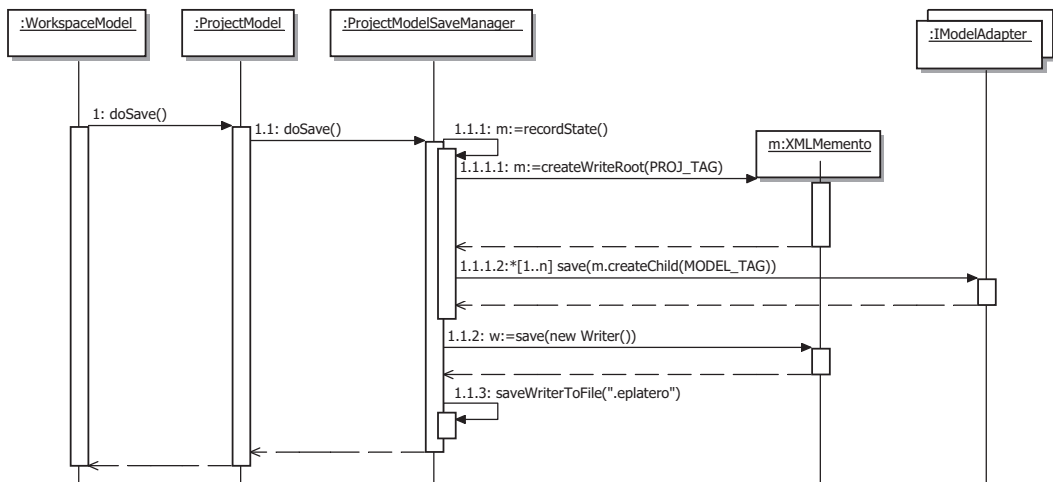 :WorkspaceModel
:ProjectModel
:ProjectModelSaveManager
:IModelAdapter
1: doSave()
1.1: doSave()
1.1.1: m:=recordState()
m:XMLMemento
1.1.1.1: m:=createWriteRoot(PROJ_TAG)
1.1.1.2:*[1..n] save(m.createChild(MODEL_TAG))
1.1.2: w:=save(new Writer())
1.1.3: saveWriterToFile(".eplatero")